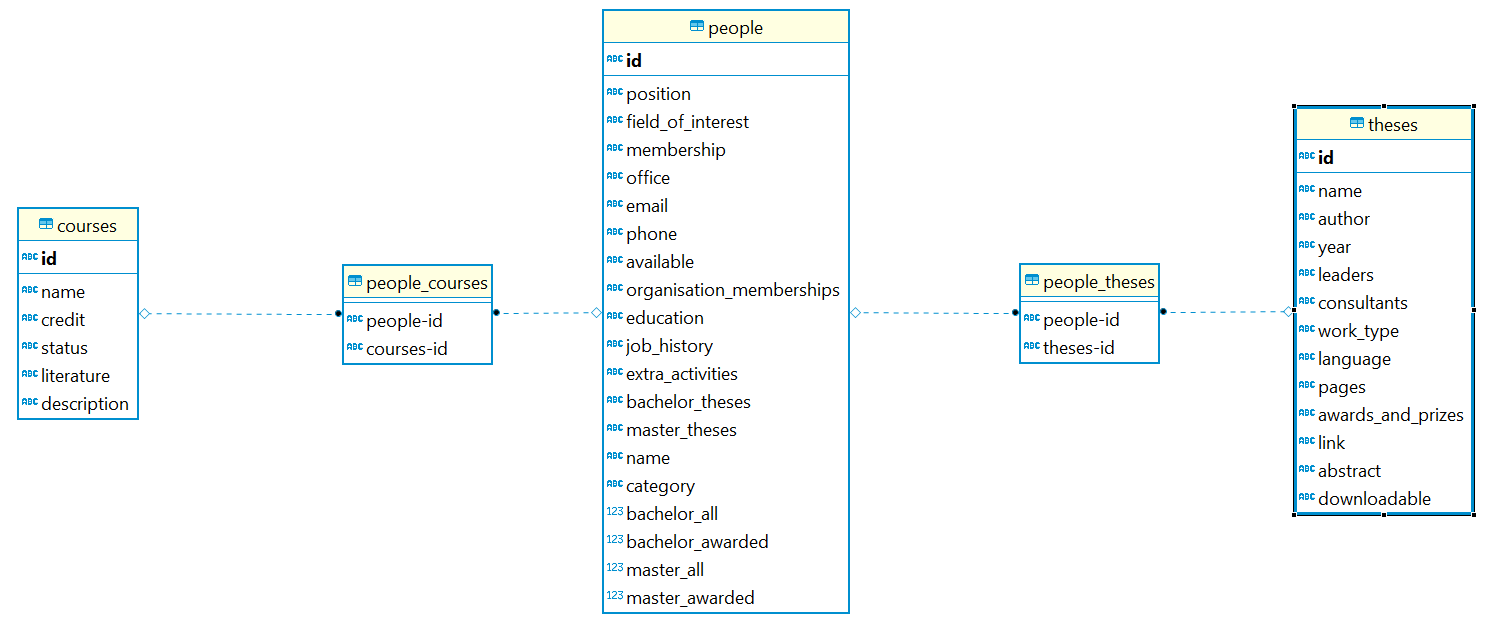 courses
ABC id
ABC name
ABC credit
ABC status
ABC literature
ABC description
people_courses
ABC people-id
ABC courses-id
people
ABC id
ABC position
ABC field_of_interest
ABC membership
ABC office
ABC email
ABC phone
ABC available
ABC organisation_memberships
ABC education
ABC job_history
ABC extra_activities
ABC bachelor_theses
ABC master_theses
ABC name
ABC category
123 bachelor_all
123 bachelor_awarded
123 master_all
123 master_awarded
people_theses
ABC people-id
ABC theses-id
theses
ABC id
ABC name
ABC author
ABC year
ABC leaders
ABC consultants
ABC work_type
ABC language
ABC pages
ABC awards_and_prizes
ABC link
ABC abstract
ABC downloadable